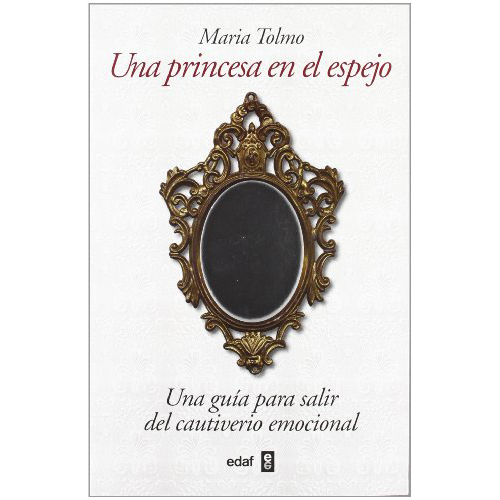 Maria Tolmo
Una princesa en el espejo
Una guía para salir
del cautiverio emocional
edaf